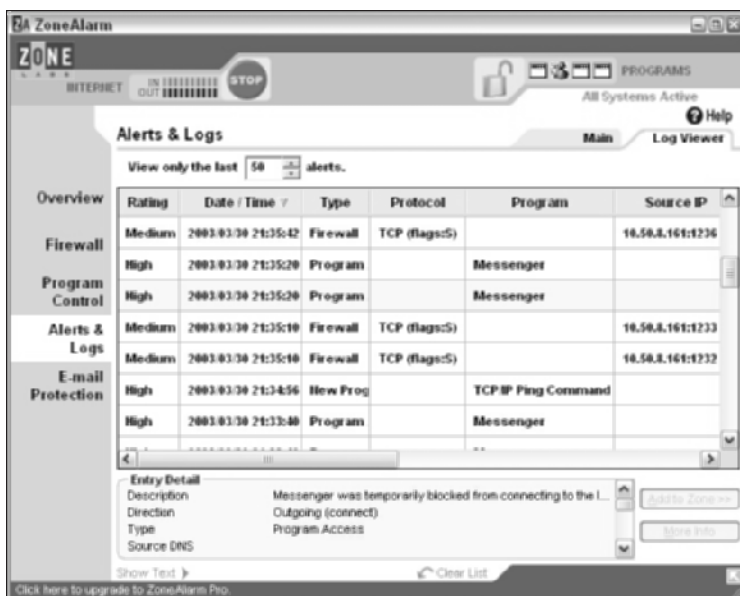 ZA ZoneAlarm
ZONE
LABS
INTERNET IN OUT STOP PROGRAMS
All Systems Active
Help
Alerts & Logs Main Log Viewer
View only the last 50 alerts.
Overview
Firewall
Program Control
Alerts & Logs
E-mail Protection
Rating Date / Time Type Protocol Program Source IP
Medium 2003/03/30 21:35:42 Firewall TCP (flags:S) 10.50.8.161:1236
High 2003/03/30 21:35:20 Program Messenger
High 2003/03/30 21:35:20 Program Messenger
Medium 2003/03/30 21:35:10 Firewall TCP (flags:S) 10.50.8.161:1233
Medium 2003/03/30 21:35:10 Firewall TCP (flags:S) 10.50.8.161:1232
High 2003/03/30 21:34:56 New Prog TCP/IP Ping Command
High 2003/03/30 21:33:40 Program Messenger
Entry Detail
Description Messenger was temporarily blocked from connecting to the I...
Direction Outgoing (connect)
Type Program Access
Source DNS
Add to Zone >>
More Info
Show Text Clear List
Click here to upgrade to ZoneAlarm Pro.